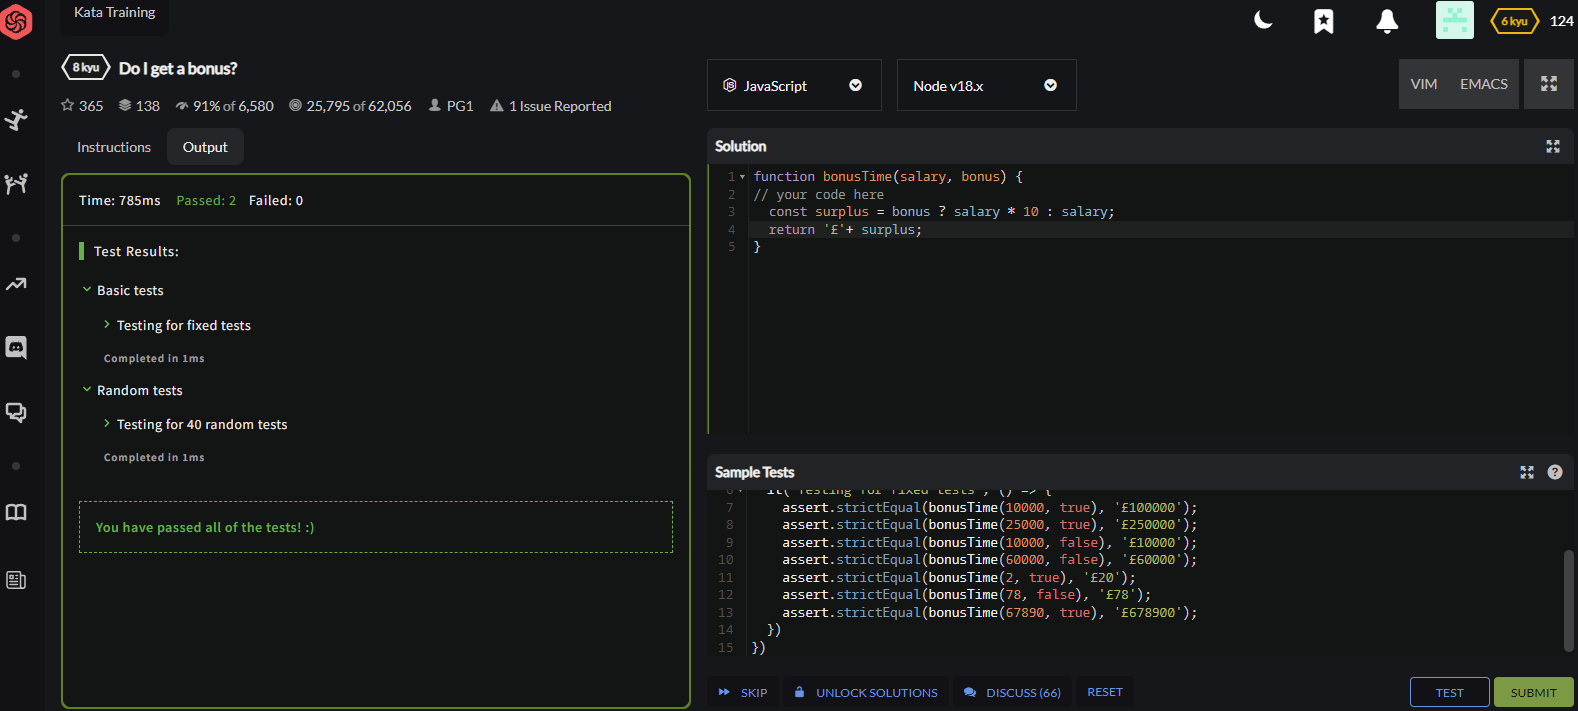 Kata Training
6 kyu 124
8 kyu Do I get a bonus?
365 138 91% of 6,580 25,795 of 62,056 PG1 1 Issue Reported
Instructions Output
Time: 785ms Passed: 2 Failed: 0
Test Results:
Basic tests
Testing for fixed tests
Completed in 1ms
Random tests
Testing for 40 random tests
Completed in 1ms
You have passed all of the tests! :)
JS JavaScript Node v18.x VIM EMACS
Solution
1 function bonusTime(salary, bonus) {
2 // your code here
3 const surplus = bonus ? salary * 10 : salary;
4 return '£'+ surplus;
5 }
Sample Tests ?
6 it("Testing for fixed tests", () => {
7 assert.strictEqual(bonusTime(10000, true), '£100000');
8 assert.strictEqual(bonusTime(25000, true), '£250000');
9 assert.strictEqual(bonusTime(10000, false), '£10000');
10 assert.strictEqual(bonusTime(60000, false), '£60000');
11 assert.strictEqual(bonusTime(2, true), '£20');
12 assert.strictEqual(bonusTime(78, false), '£78');
13 assert.strictEqual(bonusTime(67890, true), '£678900');
14 })
15 })
SKIP UNLOCK SOLUTIONS DISCUSS (66) RESET TEST SUBMIT